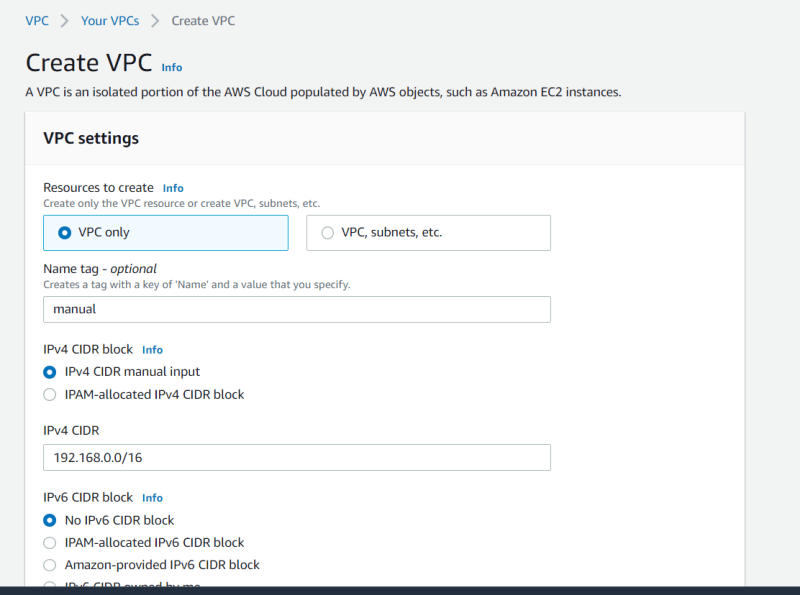 VPC > Your VPCs > Create VPC
Create VPC Info
A VPC is an isolated portion of the AWS Cloud populated by AWS objects, such as Amazon EC2 instances.
VPC settings
Resources to create Info
Create only the VPC resource or create VPC, subnets, etc.
VPC only VPC, subnets, etc.
Name tag - optional
Creates a tag with a key of 'Name' and a value that you specify.
manual
IPv4 CIDR block Info
IPv4 CIDR manual input
IPAM-allocated IPv4 CIDR block
IPv4 CIDR
192.168.0.0/16
IPv6 CIDR block Info
No IPv6 CIDR block
IPAM-allocated IPv6 CIDR block
Amazon-provided IPv6 CIDR block
IPv6 CIDR owned by me